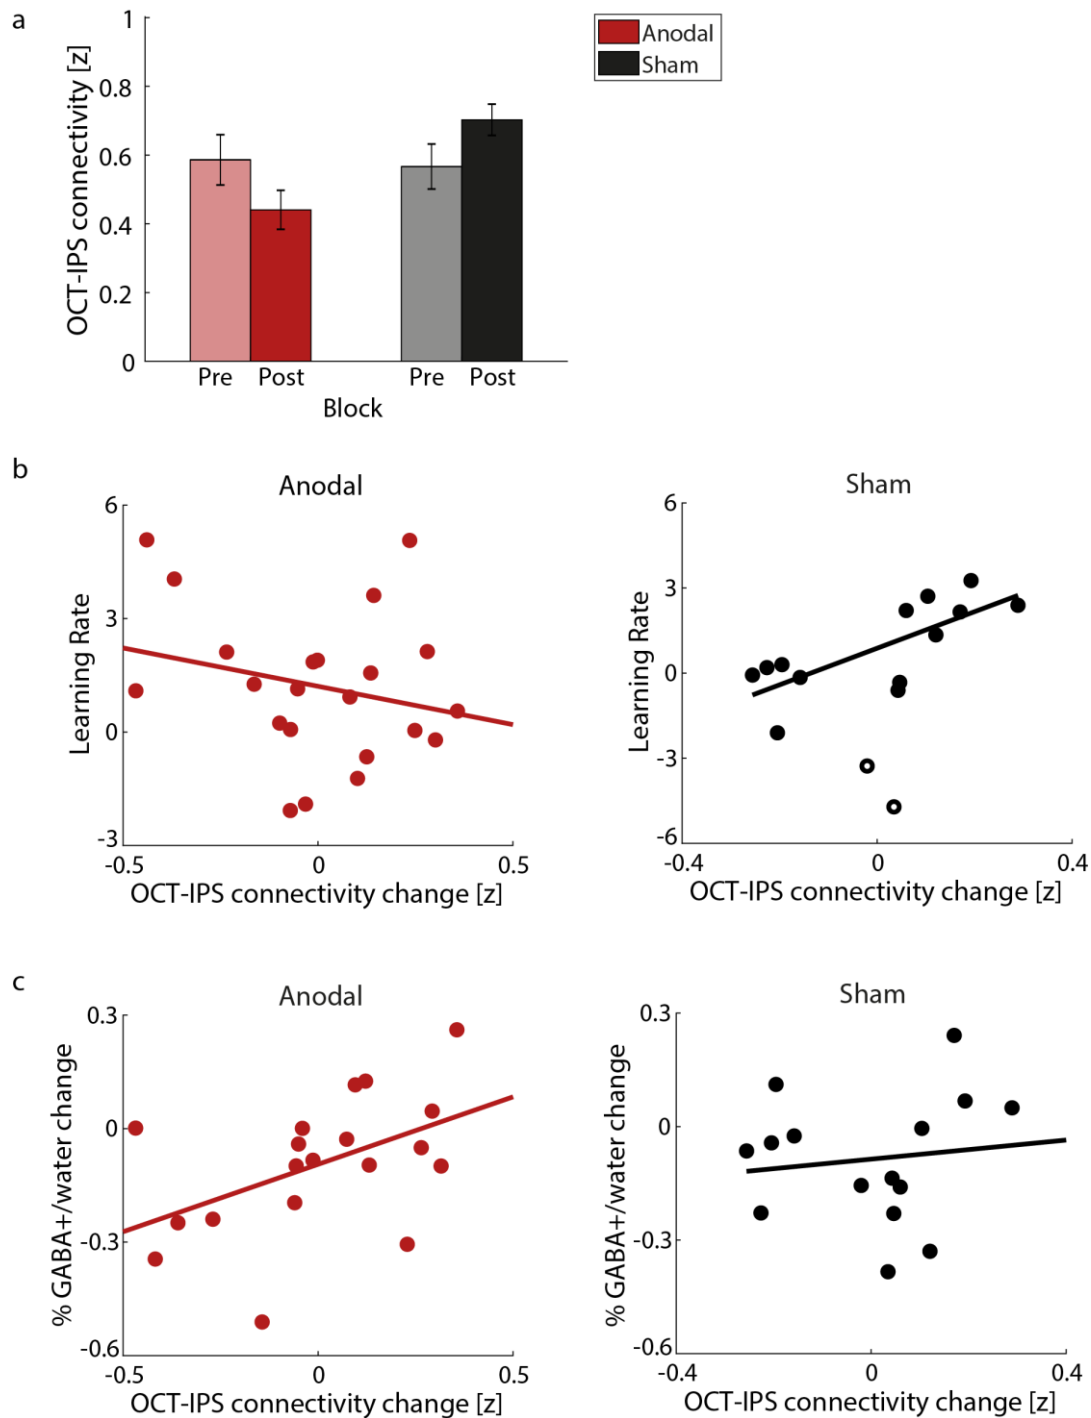 a
OCT-IPS connectivity [z]
1
0.8
0.6
0.4
0.2
0
Pre
Post
Pre
Post
Block
Anodal
Sham
b
Anodal
Learning Rate
6
3
0
-3
-0.5
0
0.5
OCT-IPS connectivity change [z]
Sham
Learning Rate
6
3
0
-3
-6
-0.4
0
0.4
OCT-IPS connectivity change [z]
c
Anodal
% GABA+/water change
0.3
0
-0.3
-0.6
-0.5
0
0.5
OCT-IPS connectivity change [z]
Sham
% GABA+/water change
0.3
0
-0.3
-0.6
-0.4
0
0.4
OCT-IPS connectivity change [z]